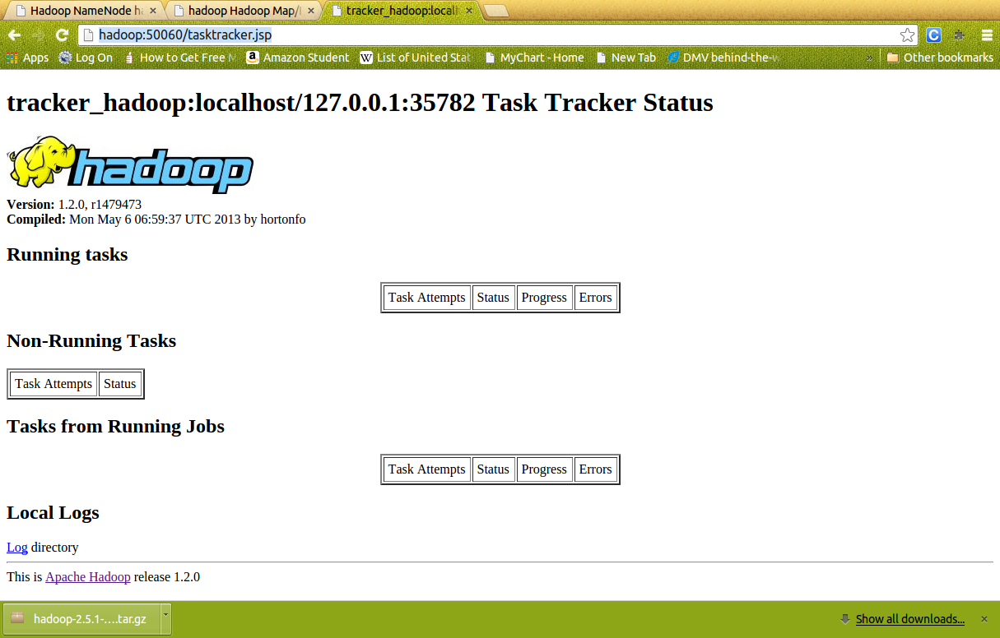 Hadoop NameNode ha
hadoop Hadoop Map/
tracker_hadoop:local
hadoop:50060/tasktracker.jsp
Apps Log On How to Get Free Amazon Student List of United Stat MyChart - Home New Tab DMV behind-the-w » Other bookmarks
tracker_hadoop:localhost/127.0.0.1:35782 Task Tracker Status
hadoop
Version: 1.2.0, r1479473
Compiled: Mon May 6 06:59:37 UTC 2013 by hortonfo
Running tasks
Task Attempts Status Progress Errors
Non-Running Tasks
Task Attempts Status
Tasks from Running Jobs
Task Attempts Status Progress Errors
Local Logs
Log directory
This is Apache Hadoop release 1.2.0
hadoop-2.5.1-....tar.gz Show all downloads...